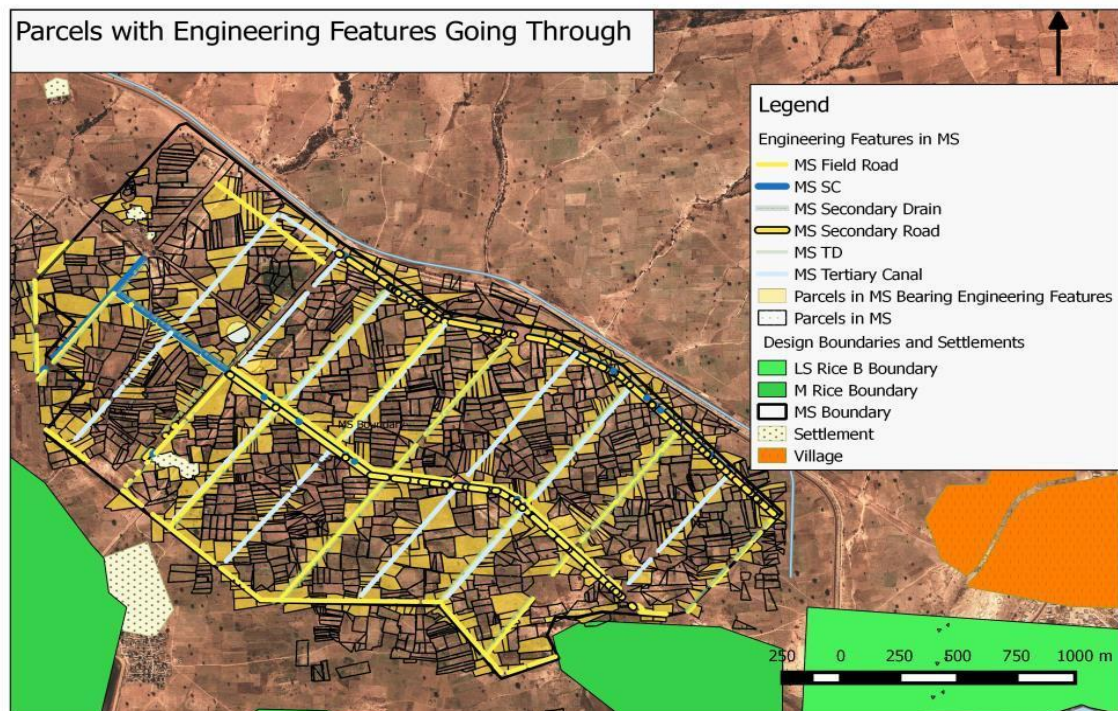 Parcels with Engineering Features Going Through
Legend
Engineering Features in MS
MS Field Road
MS SC
MS Secondary Drain
MS Secondary Road
MS TD
MS Tertiary Canal
Parcels in MS Bearing Engineering Features
Parcels in MS
Design Boundaries and Settlements
LS Rice B Boundary
M Rice Boundary
MS Boundary
Settlement
Village
MS Boundary
250 0 250 500 750 1000 m